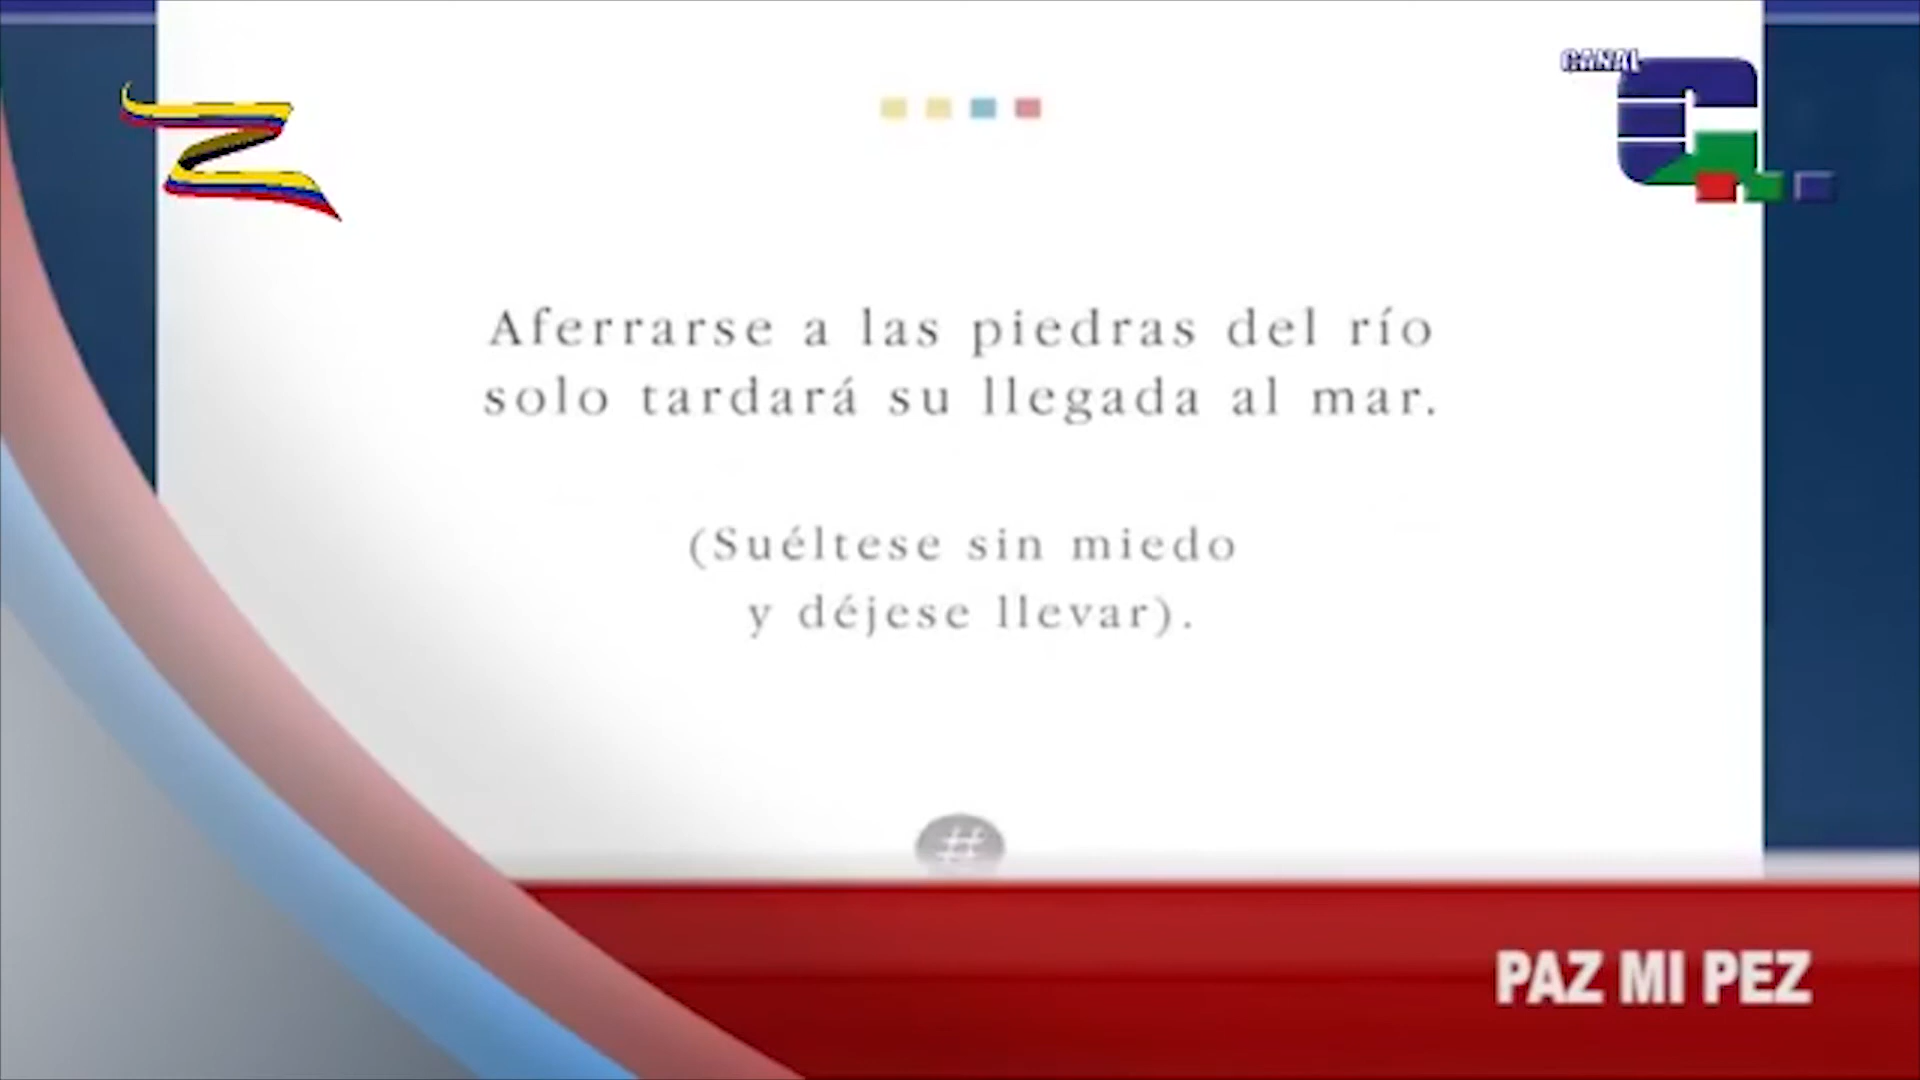 CANAL
Aferrarse a las piedras del río
solo tardará su llegada al mar.
(Suéltese sin miedo
y déjese llevar).
#
PAZ MI PEZ